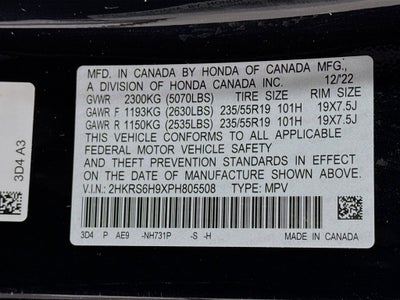 MFD. IN CANADA BY HONDA OF CANADA MFG.,
A DIVISION OF HONDA CANADA INC. 12/'22
GVWR 2300KG (5070LBS) TIRE SIZE RIM SIZE
GAWR F 1193KG (2630LBS) 235/55R19 101H 19X7.5J
GAWR R 1150KG (2535LBS) 235/55R19 101H 19X7.5J
THIS VEHICLE CONFORMS TO ALL APPLICABLE
FEDERAL MOTOR VEHICLE SAFETY
AND THEFT PREVENTION STANDARDS IN EFFECT
ON THE DATE OF MANUFACTURE SHOWN ABOVE.
V.I.N.: 2HKRS6H9XPH805508 TYPE: MPV
3D4 P AE9 -NH731P -S -H
MADE IN CANADA
3D4 A3